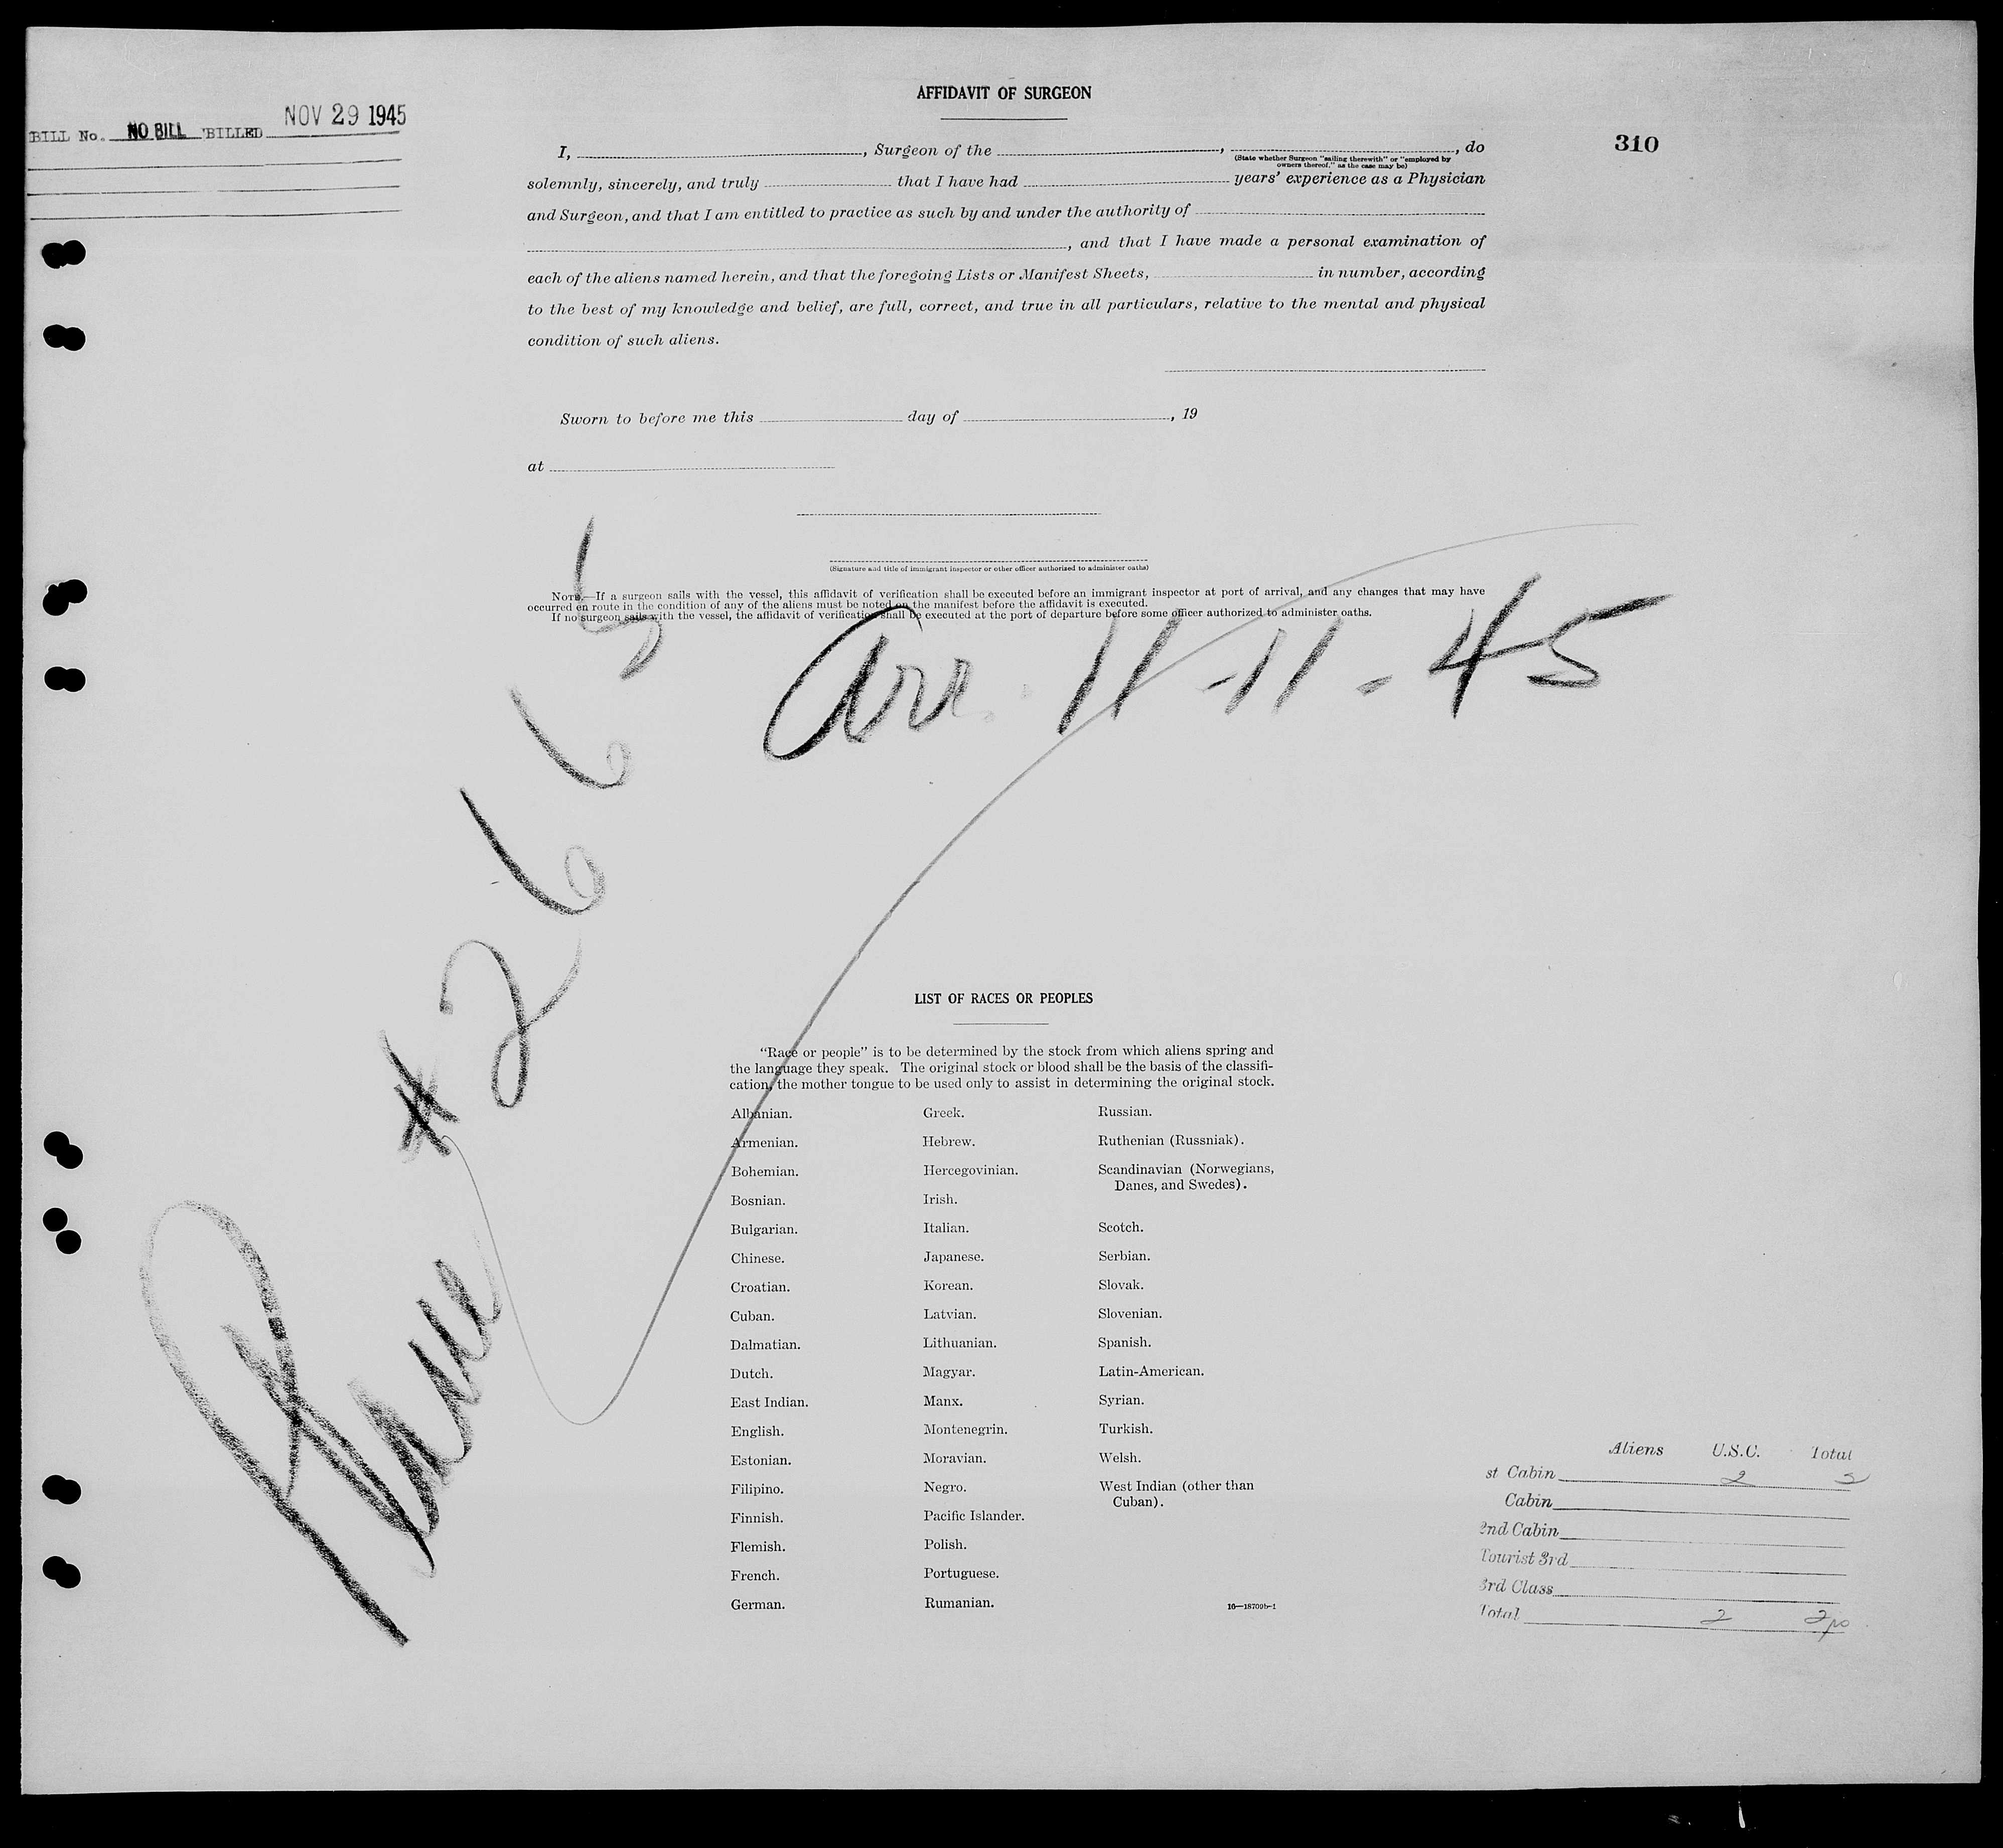 NOV 29 1945
BILL No. NO BILL BILLED
310
AFFIDAVIT OF SURGEON
I, , Surgeon of the , , do
(State whether Surgeon "sailing therewith" or "employed by
owners thereof," as the case may be)
solemnly, sincerely, and truly that I have had years' experience as a Physician
and Surgeon, and that I am entitled to practice as such by and under the authority of
, and that I have made a personal examination of
each of the aliens named herein, and that the foregoing Lists or Manifest Sheets, in number, according
to the best of my knowledge and belief, are full, correct, and true in all particulars, relative to the mental and physical
condition of such aliens.
Sworn to before me this day of , 19
at
(Signature and title of immigrant inspector or other officer authorized to administer oaths)
NOTE.—If a surgeon sails with the vessel, this affidavit of verification shall be executed before an immigrant inspector at port of arrival, and any changes that may have
occurred en route in the condition of any of the aliens must be noted on the manifest before the affidavit is executed.
If no surgeon sails with the vessel, the affidavit of verification shall be executed at the port of departure before some officer authorized to administer oaths.
Arr. 11-11-45
Plane #2665
LIST OF RACES OR PEOPLES
"Race or people" is to be determined by the stock from which aliens spring and
the language they speak. The original stock or blood shall be the basis of the classifi-
cation, the mother tongue to be used only to assist in determining the original stock.
Albanian.
Armenian.
Bohemian.
Bosnian.
Bulgarian.
Chinese.
Croatian.
Cuban.
Dalmatian.
Dutch.
East Indian.
English.
Estonian.
Filipino.
Finnish.
Flemish.
French.
German.
Greek.
Hebrew.
Hercegovinian.
Irish.
Italian.
Japanese.
Korean.
Latvian.
Lithuanian.
Magyar.
Manx.
Montenegrin.
Moravian.
Negro.
Pacific Islander.
Polish.
Portuguese.
Rumanian.
Russian.
Ruthenian (Russniak).
Scandinavian (Norwegians,
Danes, and Swedes).
Scotch.
Serbian.
Slovak.
Slovenian.
Spanish.
Latin-American.
Syrian.
Turkish.
Welsh.
West Indian (other than
Cuban).
16—18709b-1
Aliens U.S.C. Total
st Cabin 2 2
Cabin
2nd Cabin
Tourist 3rd
3rd Class
Total 2 2